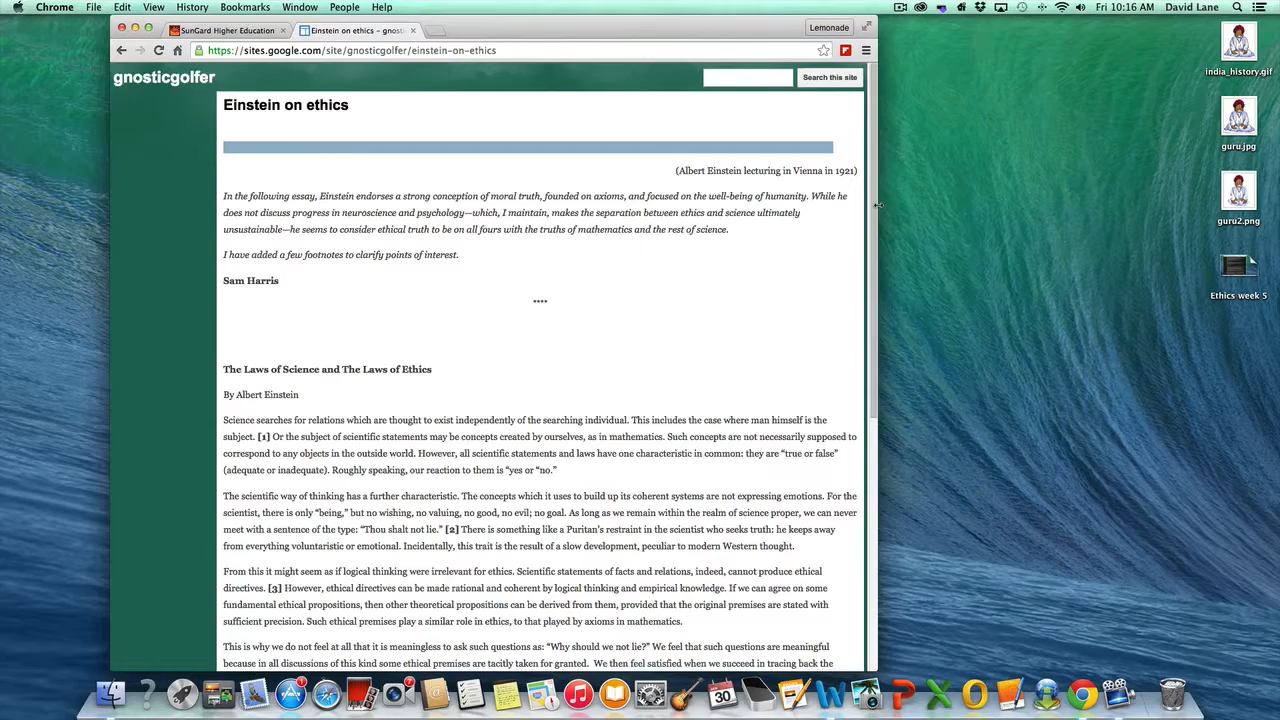 Chrome File Edit View History Bookmarks Window People Help Fri 10:16 AM David Lane
SunGard Higher Education Einstein on ethics – gnosti Lemonade
https://sites.google.com/site/gnosticgolfer/einstein-on-ethics
gnosticgolfer Search this site
Einstein on ethics
(Albert Einstein lecturing in Vienna in 1921)
In the following essay, Einstein endorses a strong conception of moral truth, founded on axioms, and focused on the well-being of humanity. While he
does not discuss progress in neuroscience and psychology—which, I maintain, makes the separation between ethics and science ultimately
unsustainable—he seems to consider ethical truth to be on all fours with the truths of mathematics and the rest of science.
I have added a few footnotes to clarify points of interest.
Sam Harris
****
The Laws of Science and The Laws of Ethics
By Albert Einstein
Science searches for relations which are thought to exist independently of the searching individual. This includes the case where man himself is the
subject. [1] Or the subject of scientific statements may be concepts created by ourselves, as in mathematics. Such concepts are not necessarily supposed to
correspond to any objects in the outside world. However, all scientific statements and laws have one characteristic in common: they are “true or false”
(adequate or inadequate). Roughly speaking, our reaction to them is “yes or “no.”
The scientific way of thinking has a further characteristic. The concepts which it uses to build up its coherent systems are not expressing emotions. For the
scientist, there is only “being,” but no wishing, no valuing, no good, no evil; no goal. As long as we remain within the realm of science proper, we can never
meet with a sentence of the type: “Thou shalt not lie.” [2] There is something like a Puritan's restraint in the scientist who seeks truth: he keeps away
from everything voluntaristic or emotional. Incidentally, this trait is the result of a slow development, peculiar to modern Western thought.
From this it might seem as if logical thinking were irrelevant for ethics. Scientific statements of facts and relations, indeed, cannot produce ethical
directives. [3] However, ethical directives can be made rational and coherent by logical thinking and empirical knowledge. If we can agree on some
fundamental ethical propositions, then other theoretical propositions can be derived from them, provided that the original premises are stated with
sufficient precision. Such ethical premises play a similar role in ethics, to that played by axioms in mathematics.
This is why we do not feel at all that it is meaningless to ask such questions as: “Why should we not lie?” We feel that such questions are meaningful
because in all discussions of this kind some ethical premises are tacitly taken for granted. We then feel satisfied when we succeed in tracing back the
india_history.gif
guru.jpg
guru2.png
Ethics week 5
30